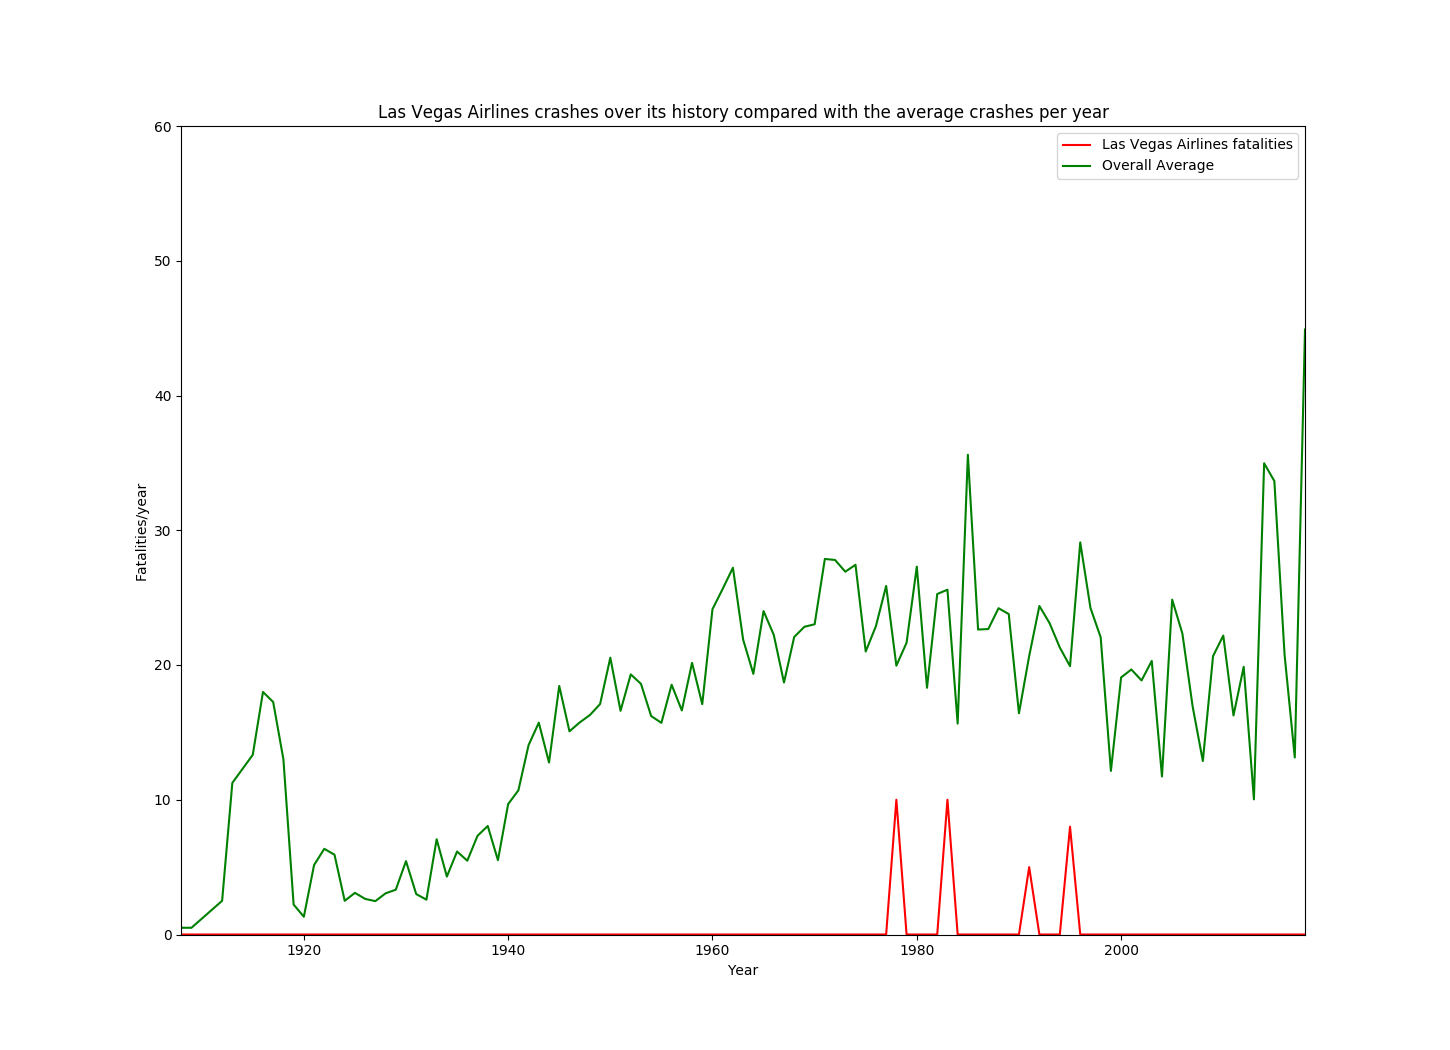 Las Vegas Airlines crashes over its history compared with the average crashes per year
60
Las Vegas Airlines fatalities
Overall Average
50
40
30
20
10
0
Fatalities/year
1920 1940 1960 1980 2000
Year